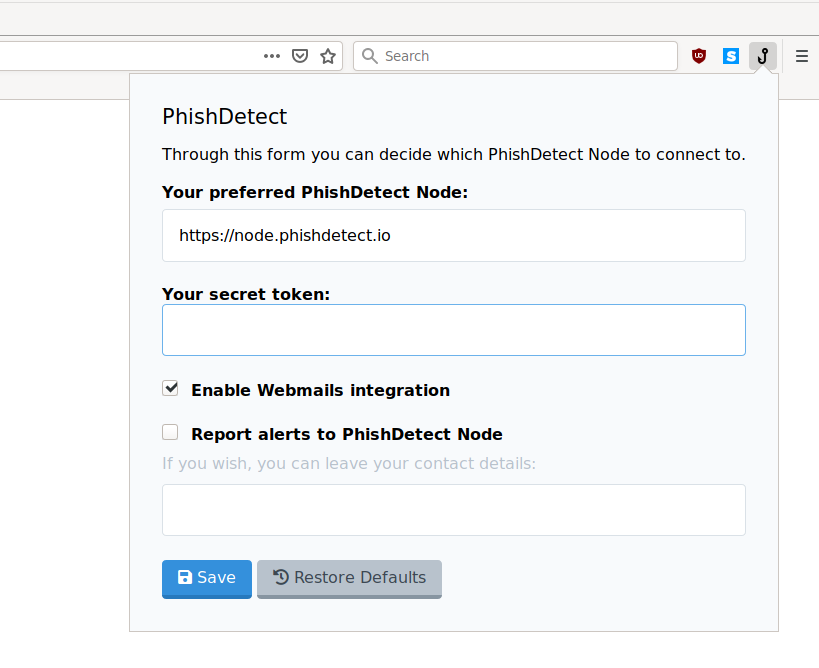 Search
PhishDetect
Through this form you can decide which PhishDetect Node to connect to.
Your preferred PhishDetect Node:
https://node.phishdetect.io
Your secret token:
Enable Webmails integration
Report alerts to PhishDetect Node
If you wish, you can leave your contact details:
Save Restore Defaults